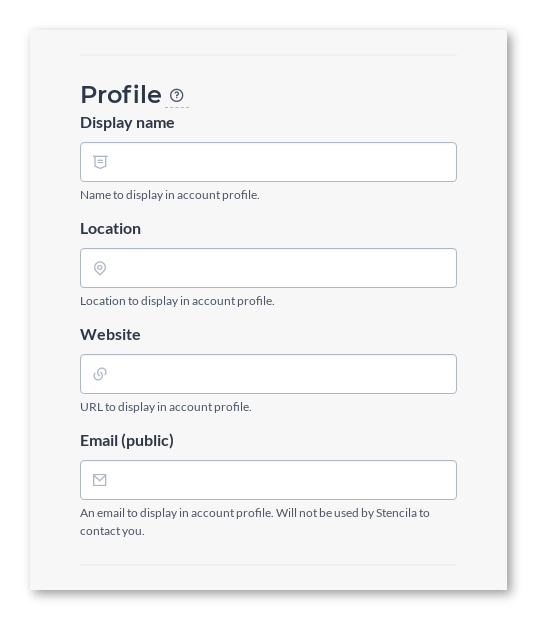 Profile
Display name
Name to display in account profile.
Location
Location to display in account profile.
Website
URL to display in account profile.
Email (public)
An email to display in account profile. Will not be used by Stencila to
contact you.